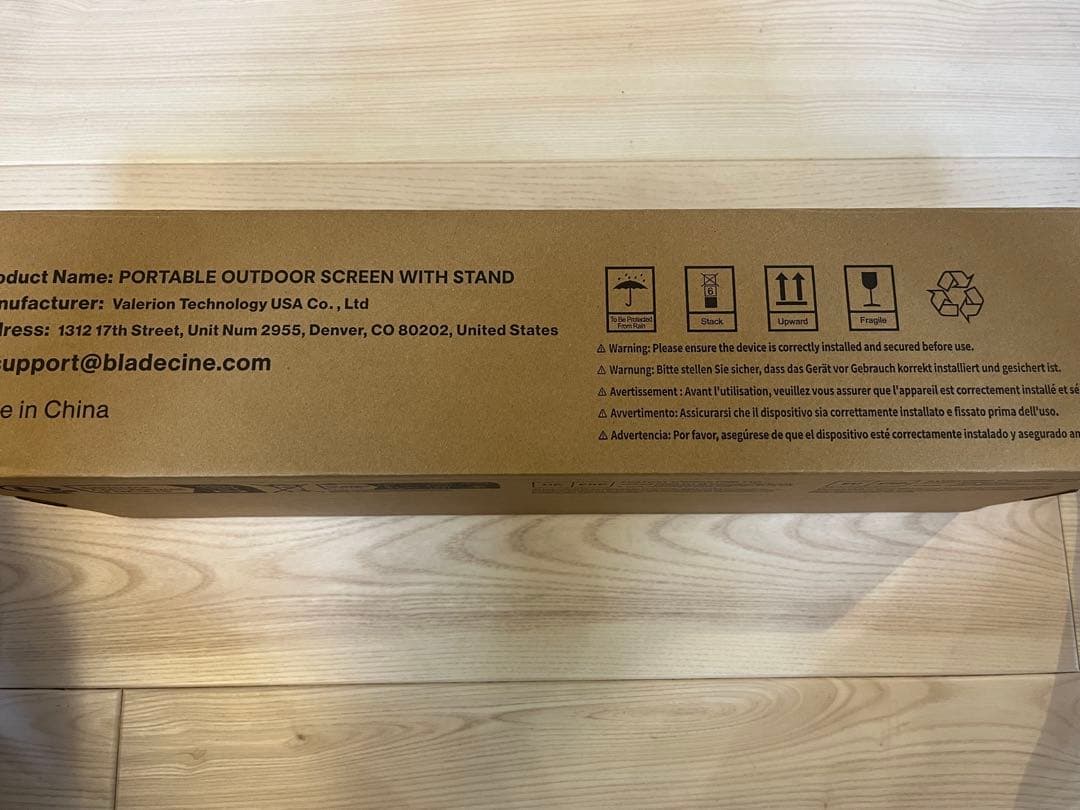 oduct Name: PORTABLE OUTDOOR SCREEN WITH STAND
nufacturer: Valerion Technology USA Co., Ltd
dress: 1312 17th Street, Unit Num 2955, Denver, CO 80202, United States
support@bladecine.com
e in China
To Be Protected
From Rain
6
Stack
Upward
Fragile
⚠ Warning: Please ensure the device is correctly installed and secured before use.
⚠ Warnung: Bitte stellen Sie sicher, dass das Gerät vor Gebrauch korrekt installiert und gesichert ist.
⚠ Avertissement : Avant l'utilisation, veuillez vous assurer que l'appareil est correctement installé et sé
⚠ Avvertimento: Assicurarsi che il dispositivo sia correttamente installato e fissato prima dell'uso.
⚠ Advertencia: Por favor, asegúrese de que el dispositivo esté correctamente instalado y asegurado an